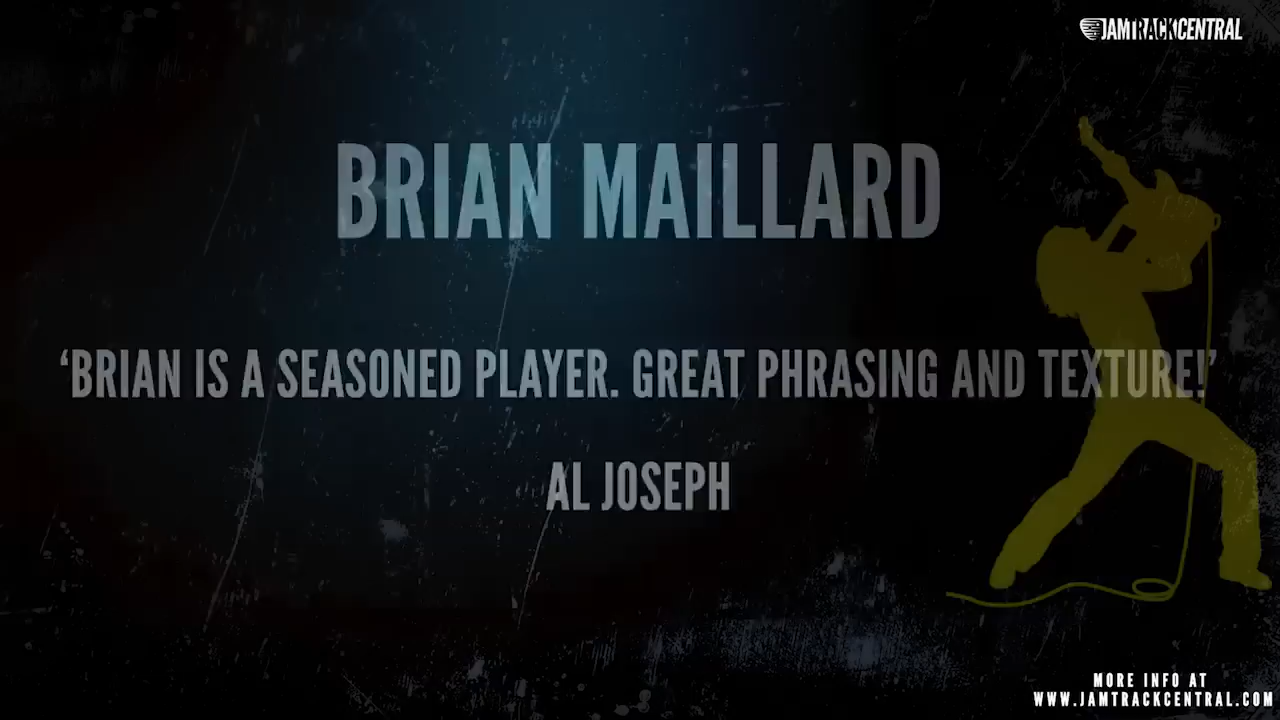 JAMTRACKCENTRAL
BRIAN MAILLARD
‘BRIAN IS A SEASONED PLAYER. GREAT PHRASING AND TEXTURE!’
AL JOSEPH
MORE INFO AT
WWW.JAMTRACKCENTRAL.COM